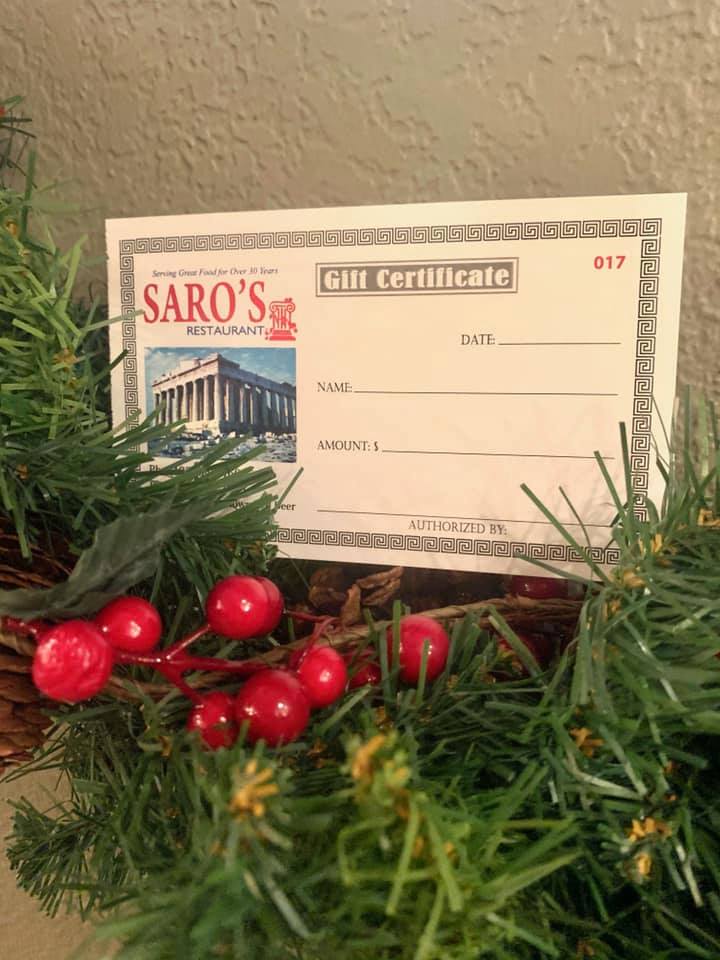 Serving Great Food for Over 30 Years
SARO'S
RESTAURANT
Gift Certificate
017
DATE:
NAME:
AMOUNT: $
AUTHORIZED BY: